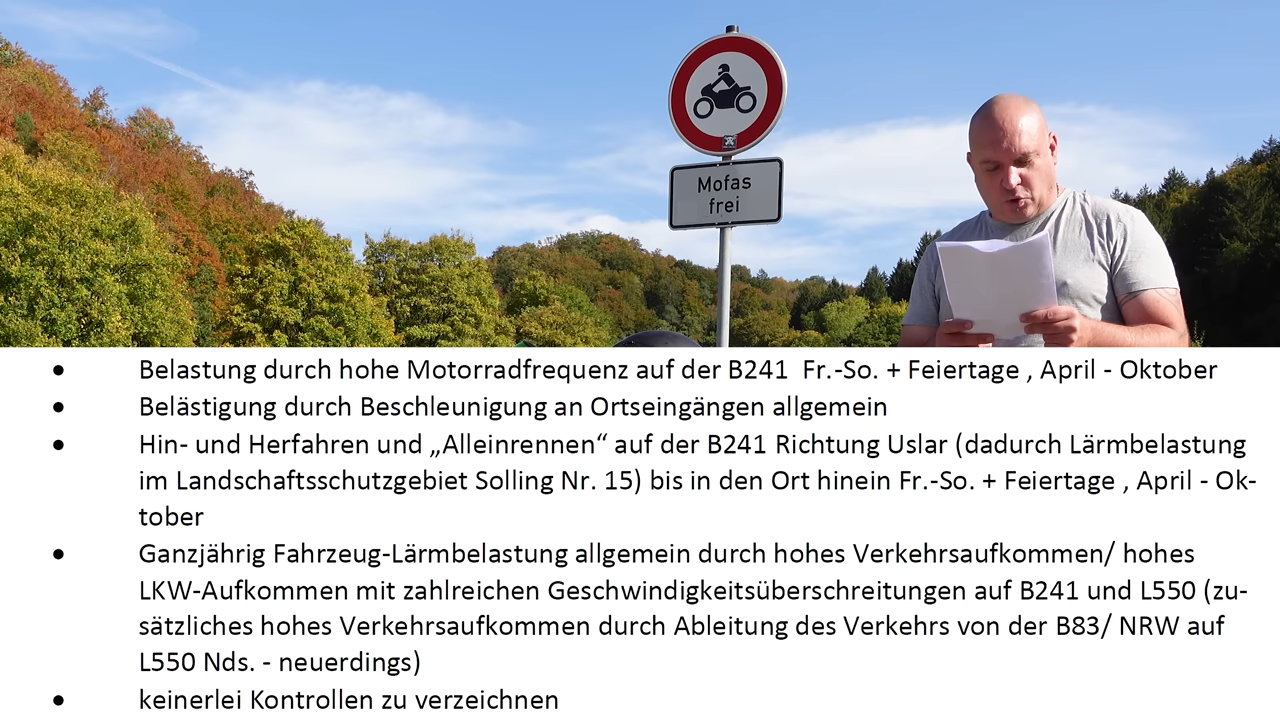 Mofas
frei
• Belastung durch hohe Motorradfrequenz auf der B241 Fr.-So. + Feiertage , April - Oktober
• Belästigung durch Beschleunigung an Ortseingängen allgemein
• Hin- und Herfahren und „Alleinrennen“ auf der B241 Richtung Uslar (dadurch Lärmbelastung
im Landschaftsschutzgebiet Solling Nr. 15) bis in den Ort hinein Fr.-So. + Feiertage , April - Ok-
tober
• Ganzjährig Fahrzeug-Lärmbelastung allgemein durch hohes Verkehrsaufkommen/ hohes
LKW-Aufkommen mit zahlreichen Geschwindigkeitsüberschreitungen auf B241 und L550 (zu-
sätzliches hohes Verkehrsaufkommen durch Ableitung des Verkehrs von der B83/ NRW auf
L550 Nds. - neuerdings)
• keinerlei Kontrollen zu verzeichnen